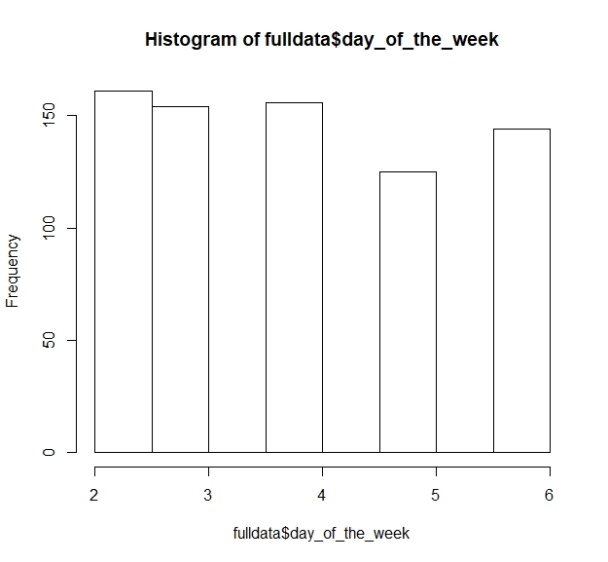 Histogram of fulldata$day_of_the_week
Frequency
150
100
50
0
2 3 4 5 6
fulldata$day_of_the_week